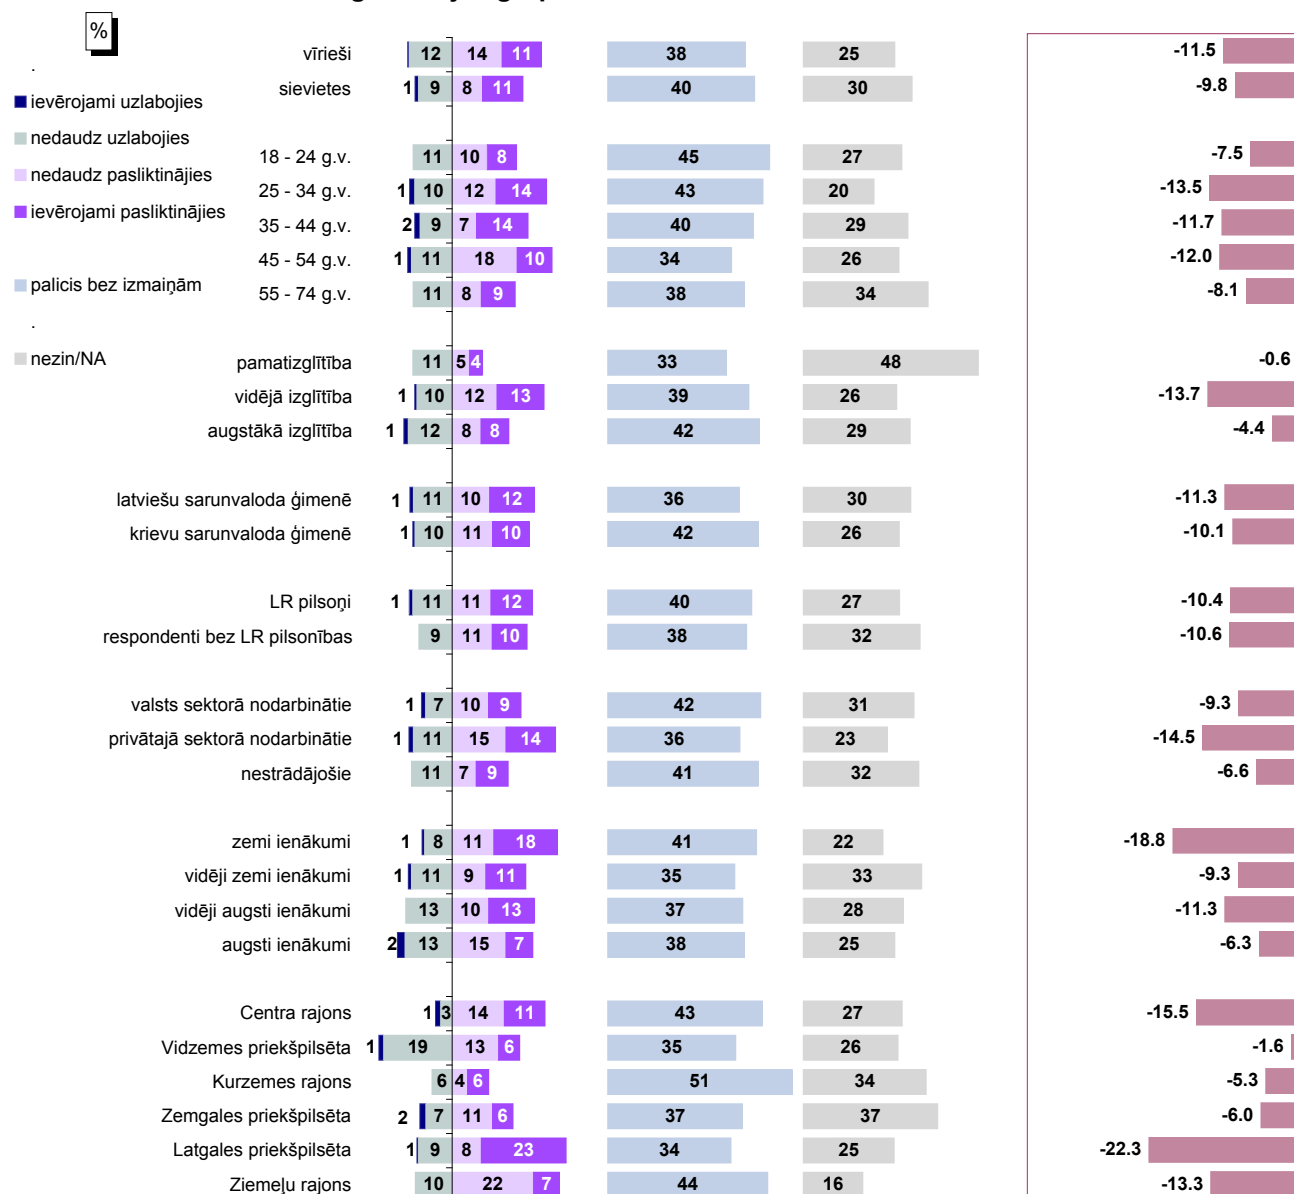 %
vīrieši 12 14 11 38 25 -11.5
.
sievietes 1 9 8 11 40 30 -9.8
ievērojami uzlabojies
nedaudz uzlabojies
18 - 24 g.v. 11 10 8 45 27 -7.5
nedaudz pasliktinājies
25 - 34 g.v. 1 10 12 14 43 20 -13.5
ievērojami pasliktinājies
35 - 44 g.v. 2 9 7 14 40 29 -11.7
45 - 54 g.v. 1 11 18 10 34 26 -12.0
palicis bez izmaiņām
55 - 74 g.v. 11 8 9 38 34 -8.1
.
nezin/NA
pamatizglītība 11 5 4 33 48 -0.6
vidējā izglītība 1 10 12 13 39 26 -13.7
augstākā izglītība 1 12 8 8 42 29 -4.4
latviešu sarunvaloda ģimenē 1 11 10 12 36 30 -11.3
krievu sarunvaloda ģimenē 1 10 11 10 42 26 -10.1
LR pilsoņi 1 11 11 12 40 27 -10.4
respondenti bez LR pilsonības 9 11 10 38 32 -10.6
valsts sektorā nodarbinātie 1 7 10 9 42 31 -9.3
privātajā sektorā nodarbinātie 1 11 15 14 36 23 -14.5
nestrādājošie 11 7 9 41 32 -6.6
zemi ienākumi 1 8 11 18 41 22 -18.8
vidēji zemi ienākumi 1 11 9 11 35 33 -9.3
vidēji augsti ienākumi 13 10 13 37 28 -11.3
augsti ienākumi 2 13 15 7 38 25 -6.3
Centra rajons 1 3 14 11 43 27 -15.5
Vidzemes priekšpilsēta 1 19 13 6 35 26 -1.6
Kurzemes rajons 6 4 6 51 34 -5.3
Zemgales priekšpilsēta 2 7 11 6 37 37 -6.0
Latgales priekšpilsēta 1 9 8 23 34 25 -22.3
Ziemeļu rajons 10 22 7 44 16 -13.3